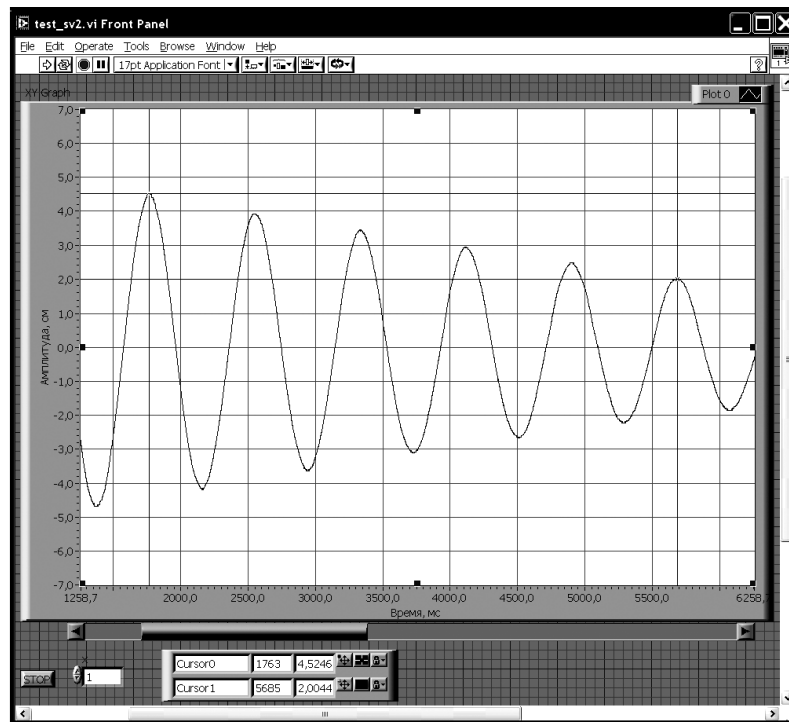 test_sv2.vi Front Panel
File Edit Operate Tools Browse Window Help
17pt Application Font
1
XY Graph
Plot 0
7,0
6,0
5,0
4,0
3,0
2,0
1,0
0,0
-1,0
-2,0
-3,0
-4,0
-5,0
-6,0
-7,0
Амплитуда, см
1258,7 2000,0 2500,0 3000,0 3500,0 4000,0 4500,0 5000,0 5500,0 6258,7
Время, мс
X
STOP 1
Cursor0 1763 4,5246
Cursor1 5685 2,0044